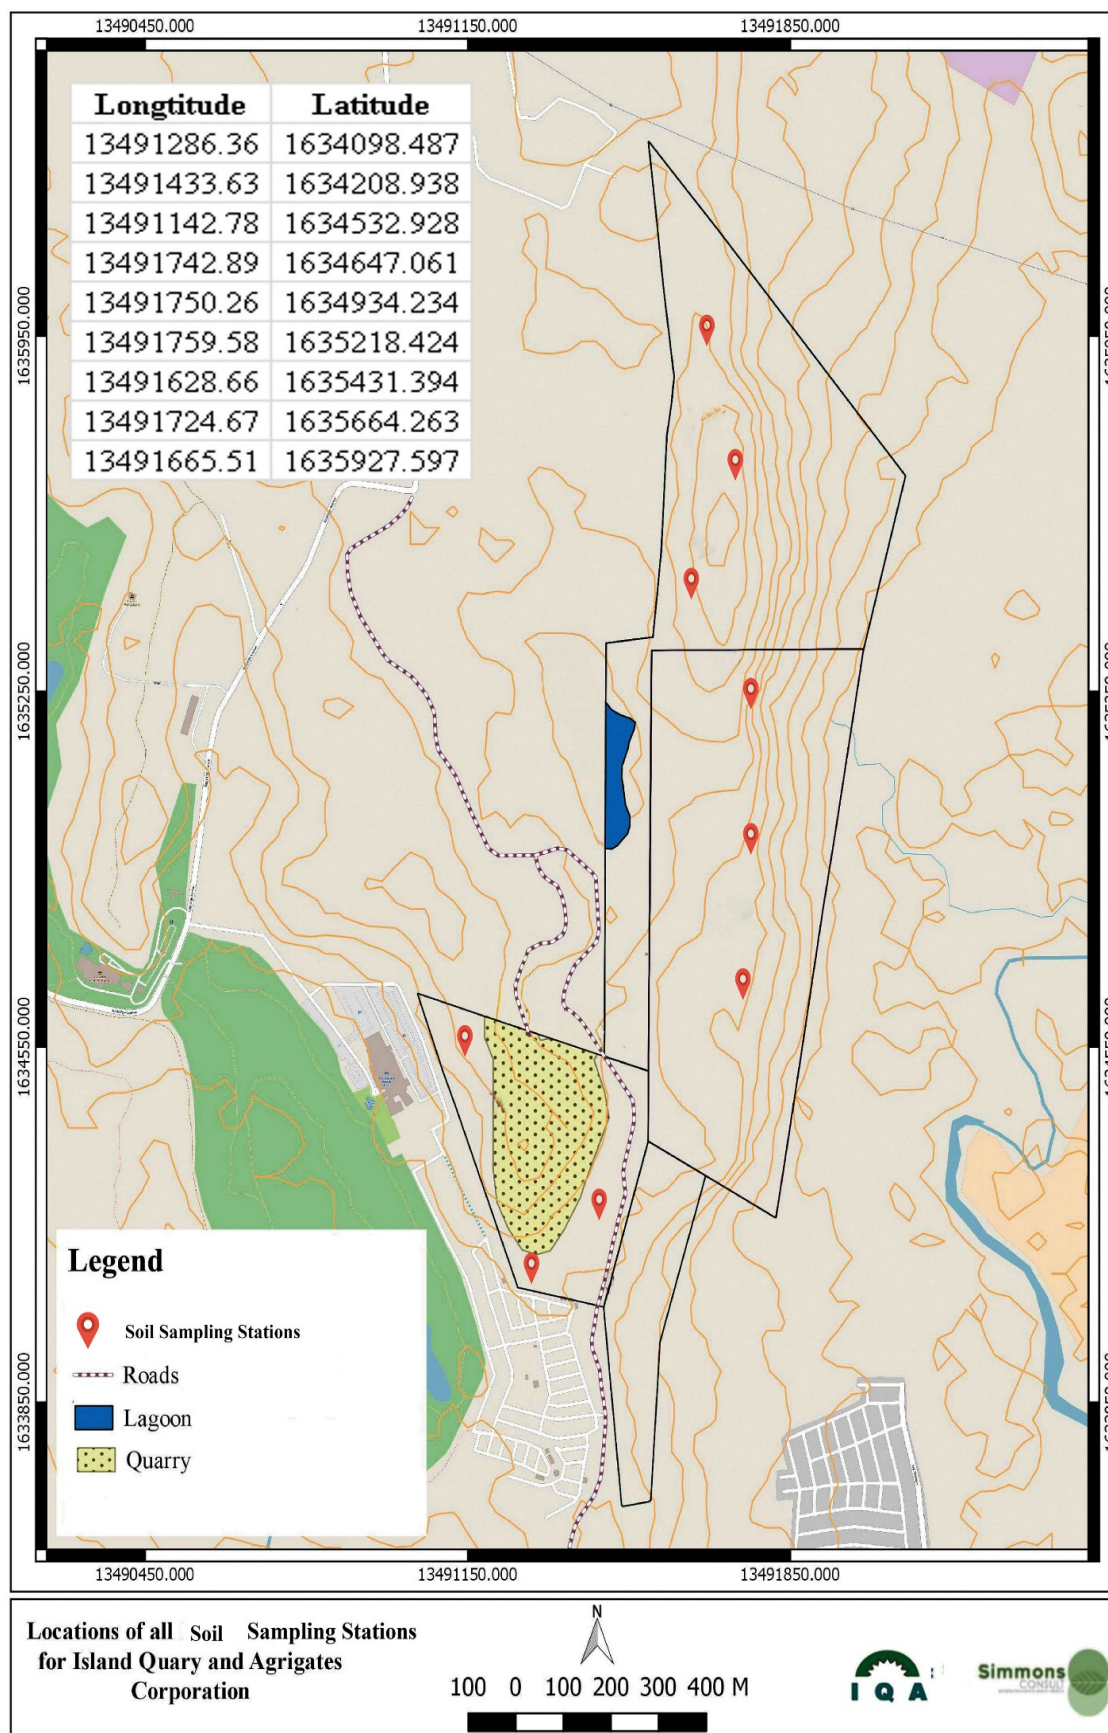 13490450.000 13491150.000 13491850.000
Longtitude Latitude
13491286.36 1634098.487
13491433.63 1634208.938
13491142.78 1634532.928
13491742.89 1634647.061
13491750.26 1634934.234
13491759.58 1635218.424
13491628.66 1635431.394
13491724.67 1635664.263
13491665.51 1635927.597
1635950.000
1635250.000
1634550.000
1633850.000
Legend
Soil Sampling Stations
Roads
Lagoon
Quarry
13490450.000 13491150.000 13491850.000
Locations of all Soil Sampling Stations
for Island Quary and Agrigates
Corporation
N
100 0 100 200 300 400 M
I Q A
Simmons
CONSULT